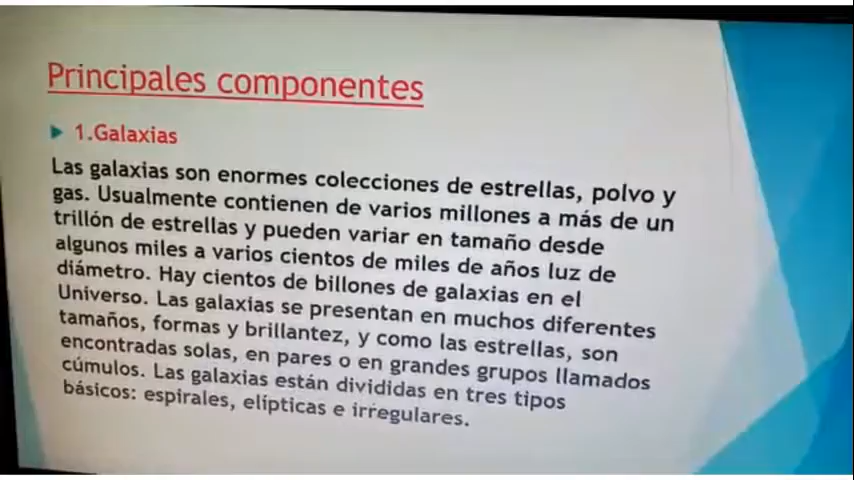 Principales componentes
1.Galaxias
Las galaxias son enormes colecciones de estrellas, polvo y
gas. Usualmente contienen de varios millones a más de un
trillón de estrellas y pueden variar en tamaño desde
algunos miles a varios cientos de miles de años luz de
diámetro. Hay cientos de billones de galaxias en el
Universo. Las galaxias se presentan en muchos diferentes
tamaños, formas y brillantez, y como las estrellas, son
encontradas solas, en pares o en grandes grupos llamados
cúmulos. Las galaxias están divididas en tres tipos
básicos: espirales, elípticas e irregulares.